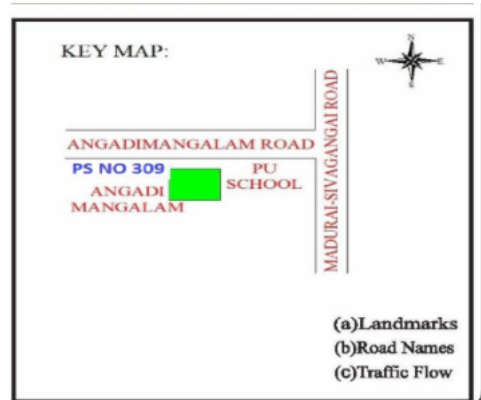 KEY MAP:
N
W E
S
ANGADIMANGALAM ROAD
MADURAI-SIVAGANGAI ROAD
PS NO 309
PU
SCHOOL
ANGADI
MANGALAM
(a)Landmarks
(b)Road Names
(c)Traffic Flow